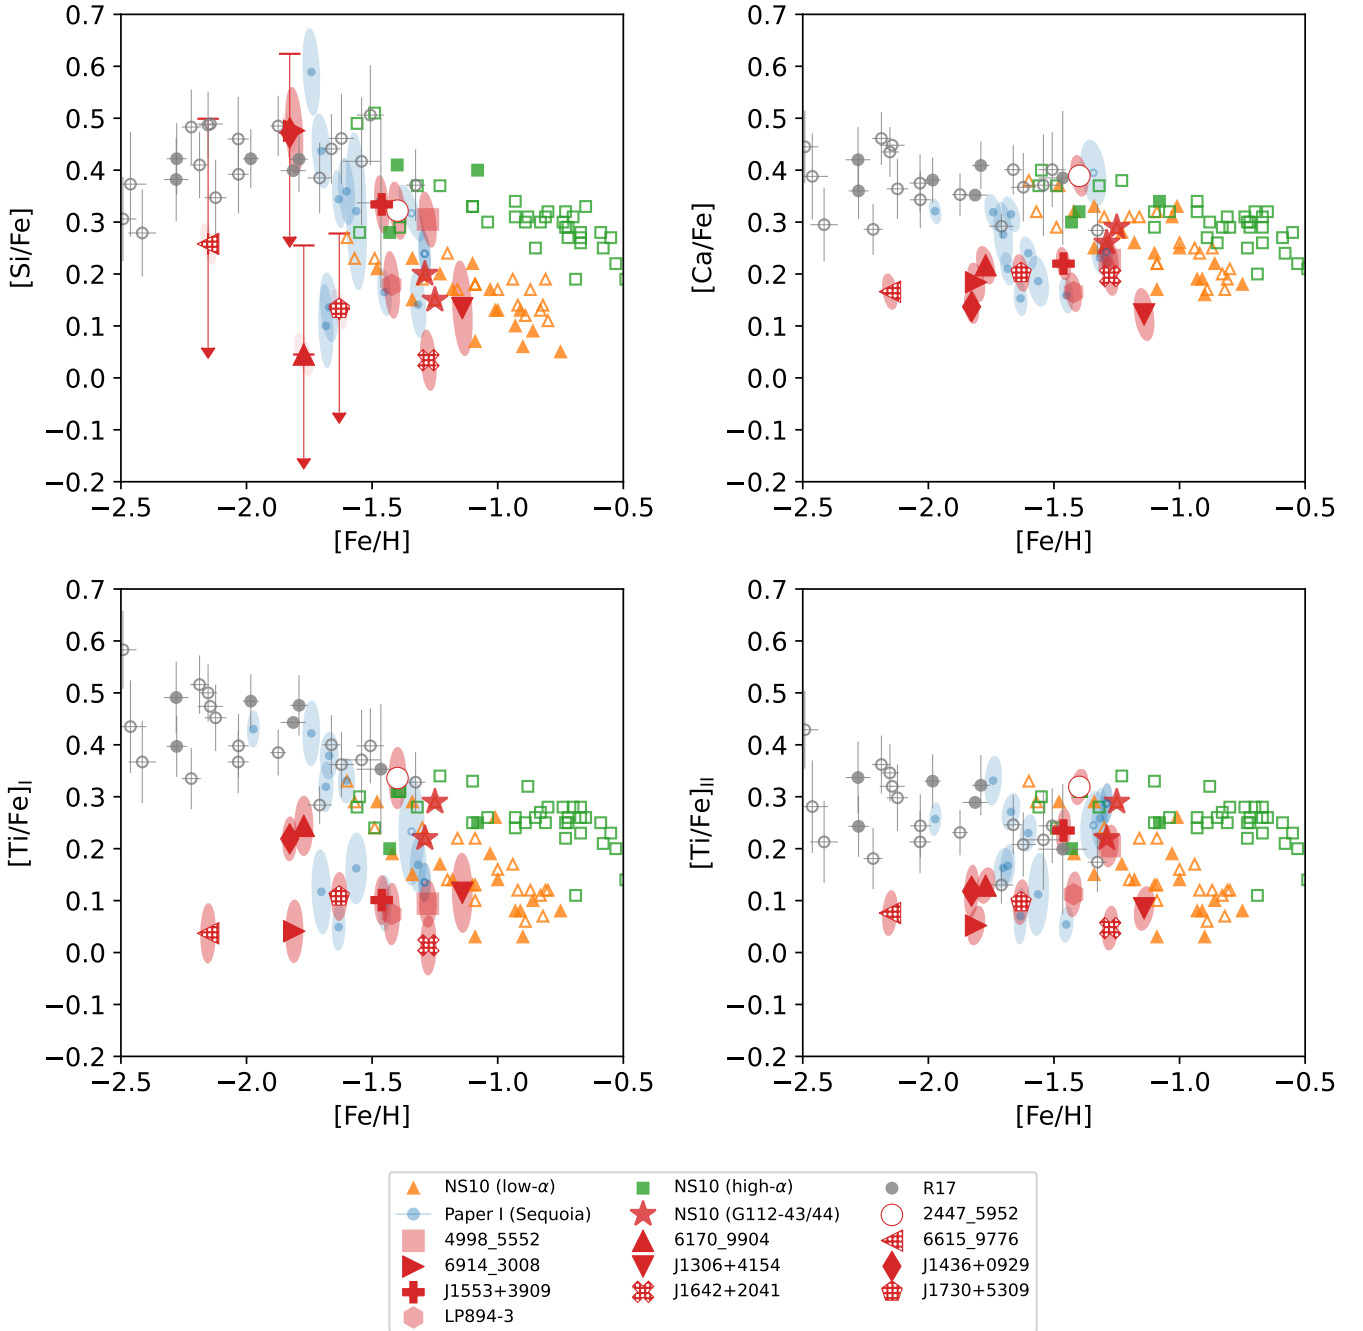 0.7
0.6
0.5
0.4
0.3
0.2
0.1
0.0
−0.1
−0.2
[Si/Fe]
−2.5 −2.0 −1.5 −1.0 −0.5
[Fe/H]
0.7
0.6
0.5
0.4
0.3
0.2
0.1
0.0
−0.1
−0.2
[Ca/Fe]
−2.5 −2.0 −1.5 −1.0 −0.5
[Fe/H]
0.7
0.6
0.5
0.4
0.3
0.2
0.1
0.0
−0.1
−0.2
[Ti/Fe]I
−2.5 −2.0 −1.5 −1.0 −0.5
[Fe/H]
0.7
0.6
0.5
0.4
0.3
0.2
0.1
0.0
−0.1
−0.2
[Ti/Fe]II
−2.5 −2.0 −1.5 −1.0 −0.5
[Fe/H]
NS10 (low-α) NS10 (high-α) R17
Paper I (Sequoia) NS10 (G112-43/44) 2447_5952
4998_5552 6170_9904 6615_9776
6914_3008 J1306+4154 J1436+0929
J1553+3909 J1642+2041 J1730+5309
LP894-3